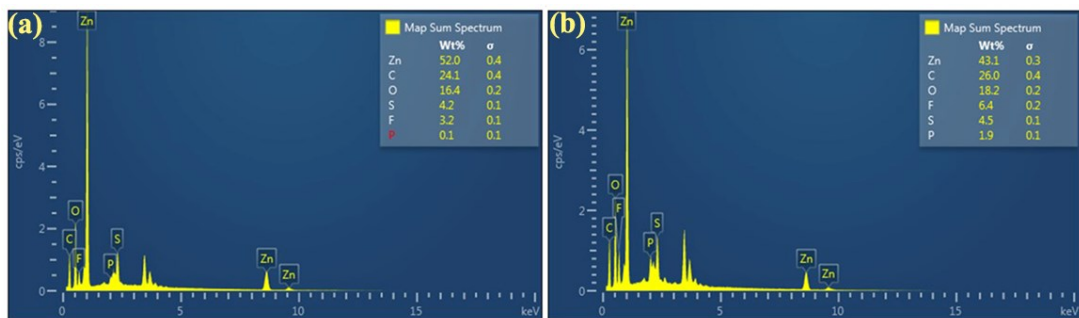 (a)
Zn
Map Sum Spectrum
Wt% σ
Zn 52.0 0.4
C 24.1 0.4
O 16.4 0.2
S 4.2 0.1
F 3.2 0.1
P 0.1 0.1
8
6
4
2
0
cps/eV
O
C
F
P
S
Zn
Zn
0 5 10 15 keV
(b)
Zn
Map Sum Spectrum
Wt% σ
Zn 43.1 0.3
C 26.0 0.4
O 18.2 0.2
F 6.4 0.2
S 4.5 0.1
P 1.9 0.1
6
4
2
0
cps/eV
O
F
C
P
S
Zn
Zn
0 5 10 15 keV